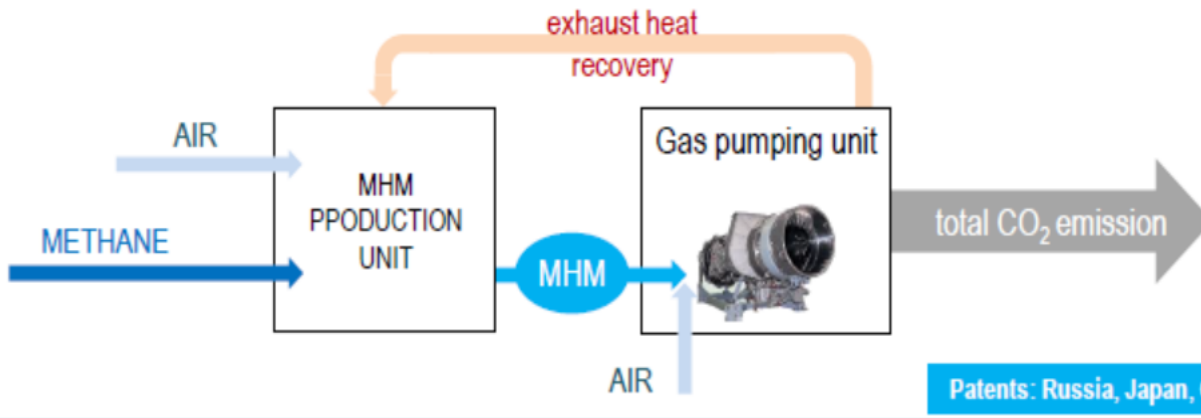 exhaust heat
recovery
AIR
Gas pumping unit
MHM
PPODUCTION
UNIT
METHANE
MHM
total CO₂ emission
AIR
Patents: Russia, Japan,